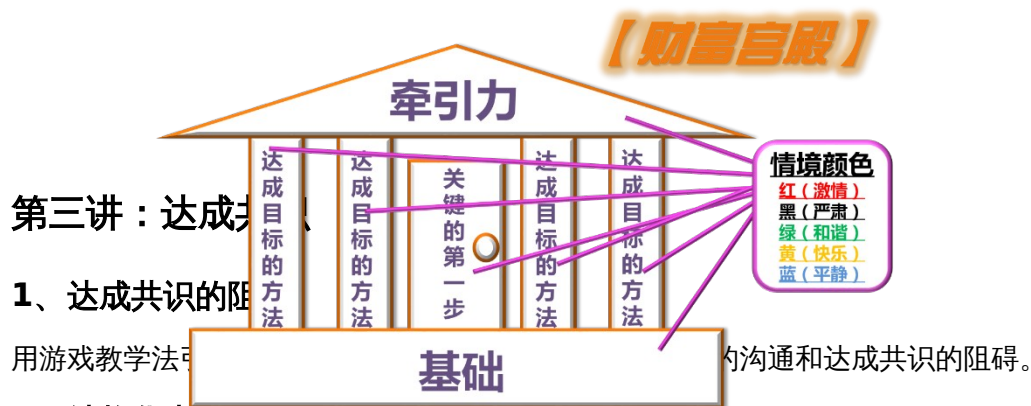 【财富宫殿】
牵引力
达成目标的方法
达成目标的方法
关键的第一步
达成目标的方法
达成目标的方法
基础
情境颜色
红（激情）
黑（严肃）
绿（和谐）
黄（快乐）
蓝（平静）
第三讲：达成共
1、达成共识的阻
用游戏教学法
的沟通和达成共识的阻碍。